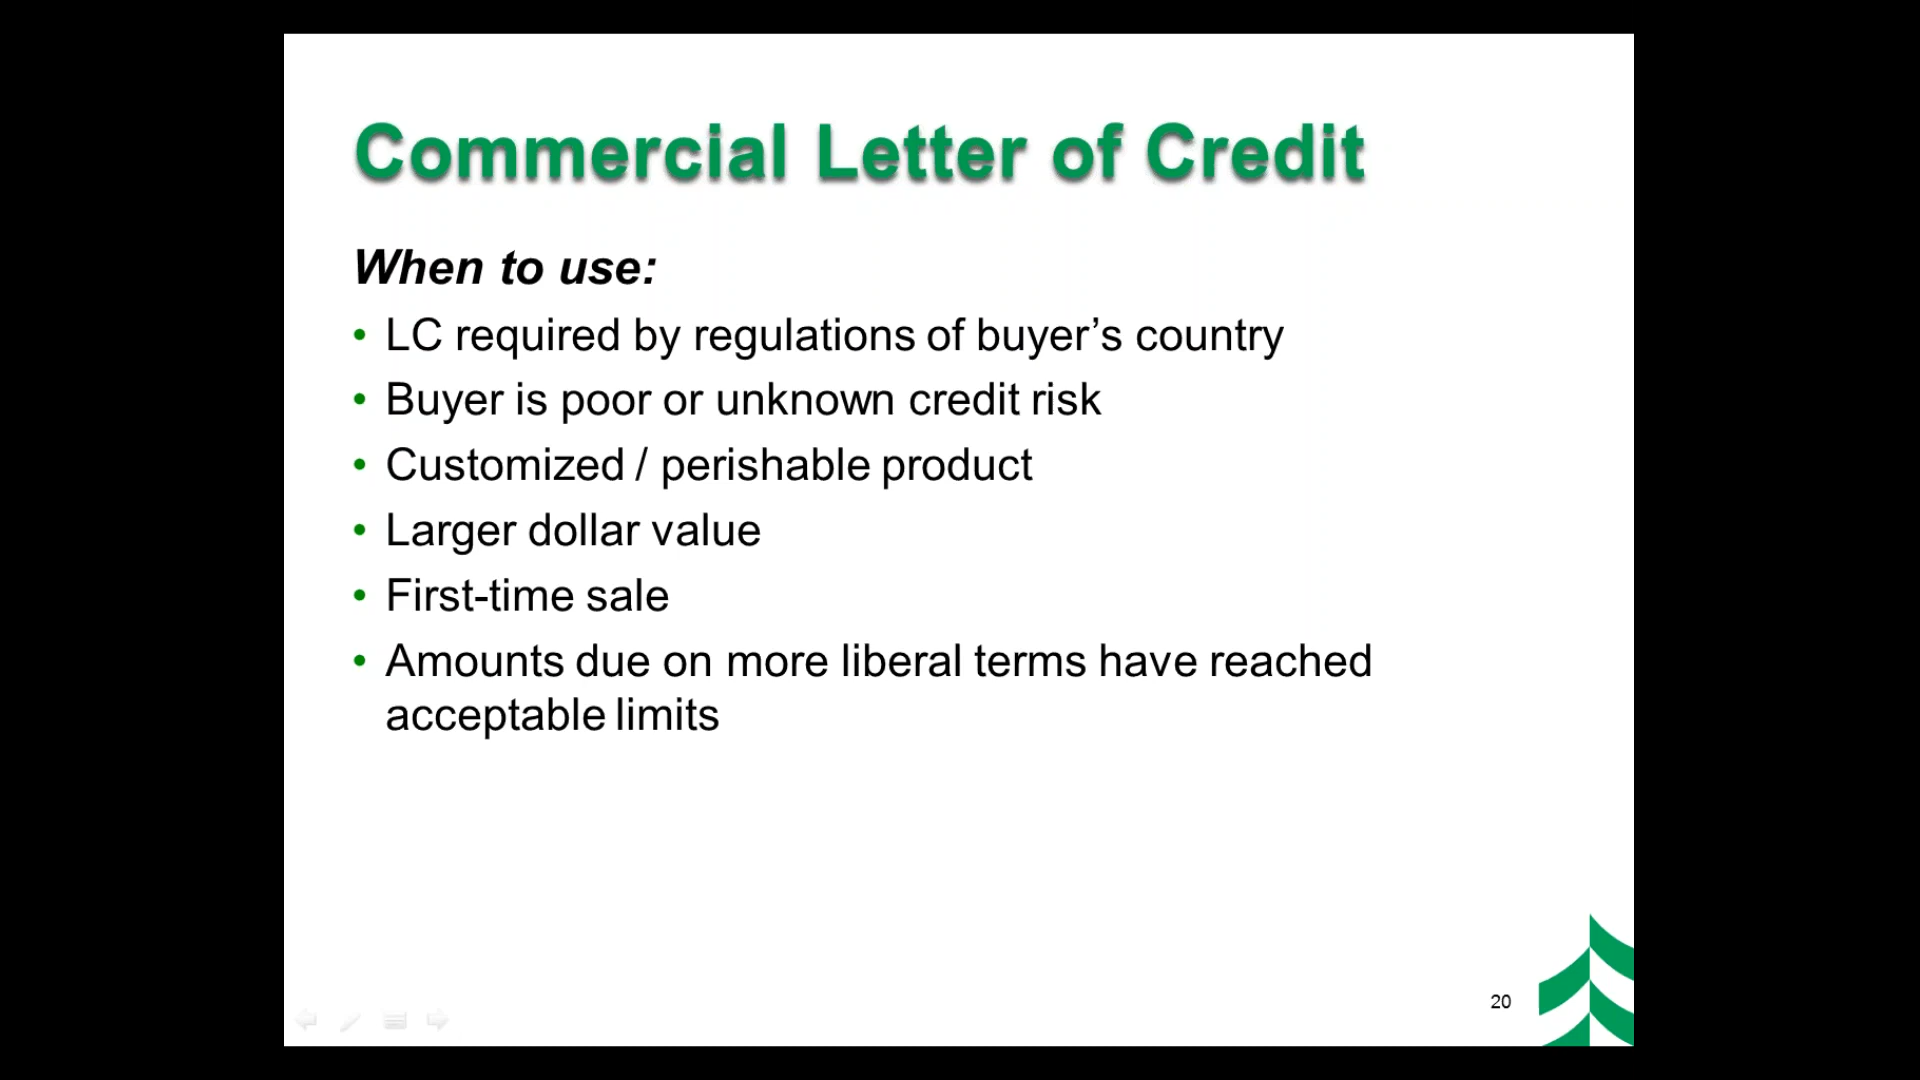 Commercial Letter of Credit
When to use:
• LC required by regulations of buyer’s country
• Buyer is poor or unknown credit risk
• Customized / perishable product
• Larger dollar value
• First-time sale
• Amounts due on more liberal terms have reached
acceptable limits
20